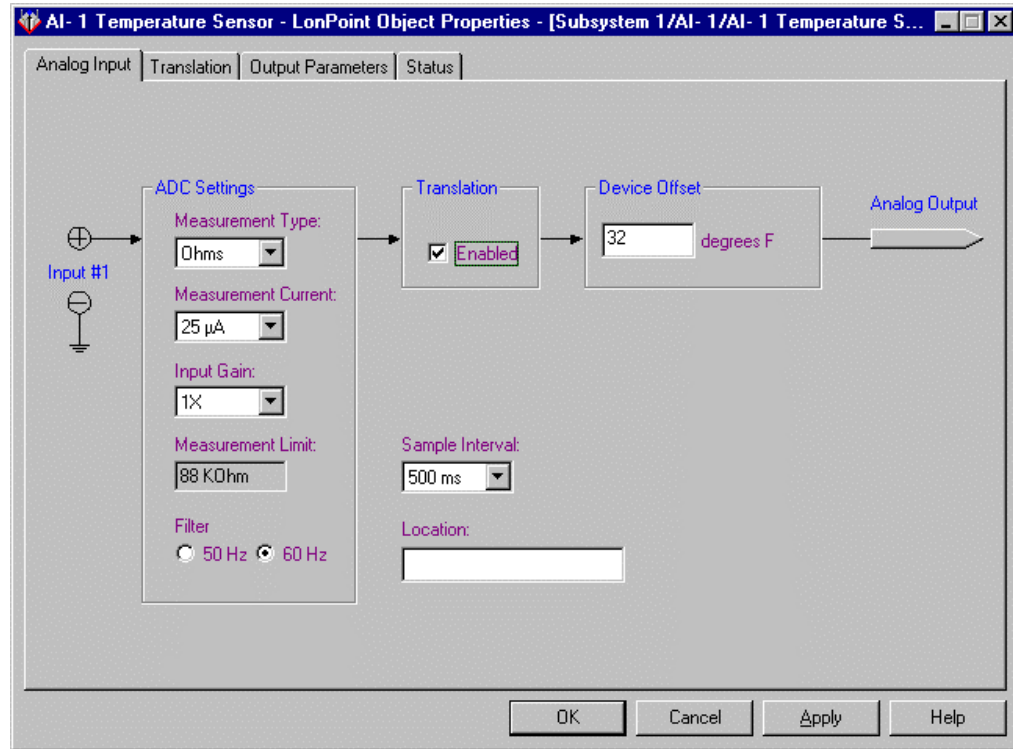 AI- 1 Temperature Sensor - LonPoint Object Properties - [Subsystem 1/AI- 1/AI- 1 Temperature S...
Analog Input
Translation
Output Parameters
Status
ADC Settings
Measurement Type:
Ohms
Measurement Current:
25 µA
Input Gain:
1X
Measurement Limit:
88 KOhm
Filter
50 Hz
60 Hz
Input #1
Translation
Enabled
Device Offset
32
degrees F
Analog Output
Sample Interval:
500 ms
Location:
OK
Cancel
Apply
Help